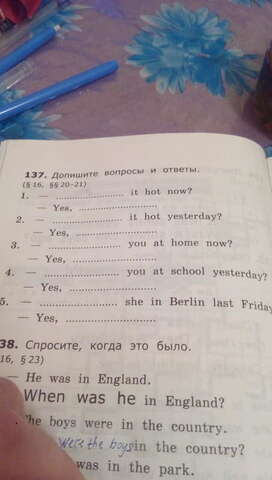 137. Допишите вопросы и ответы.
(§ 16, §§ 20–21)
1. — ........................ it hot now?
— Yes, ............................
2. — ........................ it hot yesterday?
— Yes, ............................
3. — ........................ you at home now?
— Yes, ............................
4. — ........................ you at school yesterday?
— Yes, ............................
5. — ........................ she in Berlin last Friday
— Yes, ............................
38. Спросите, когда это было.
16, § 23)
— He was in England.
When was he in England?
he boys were in the country.
were the boys in the country?
was in the park.